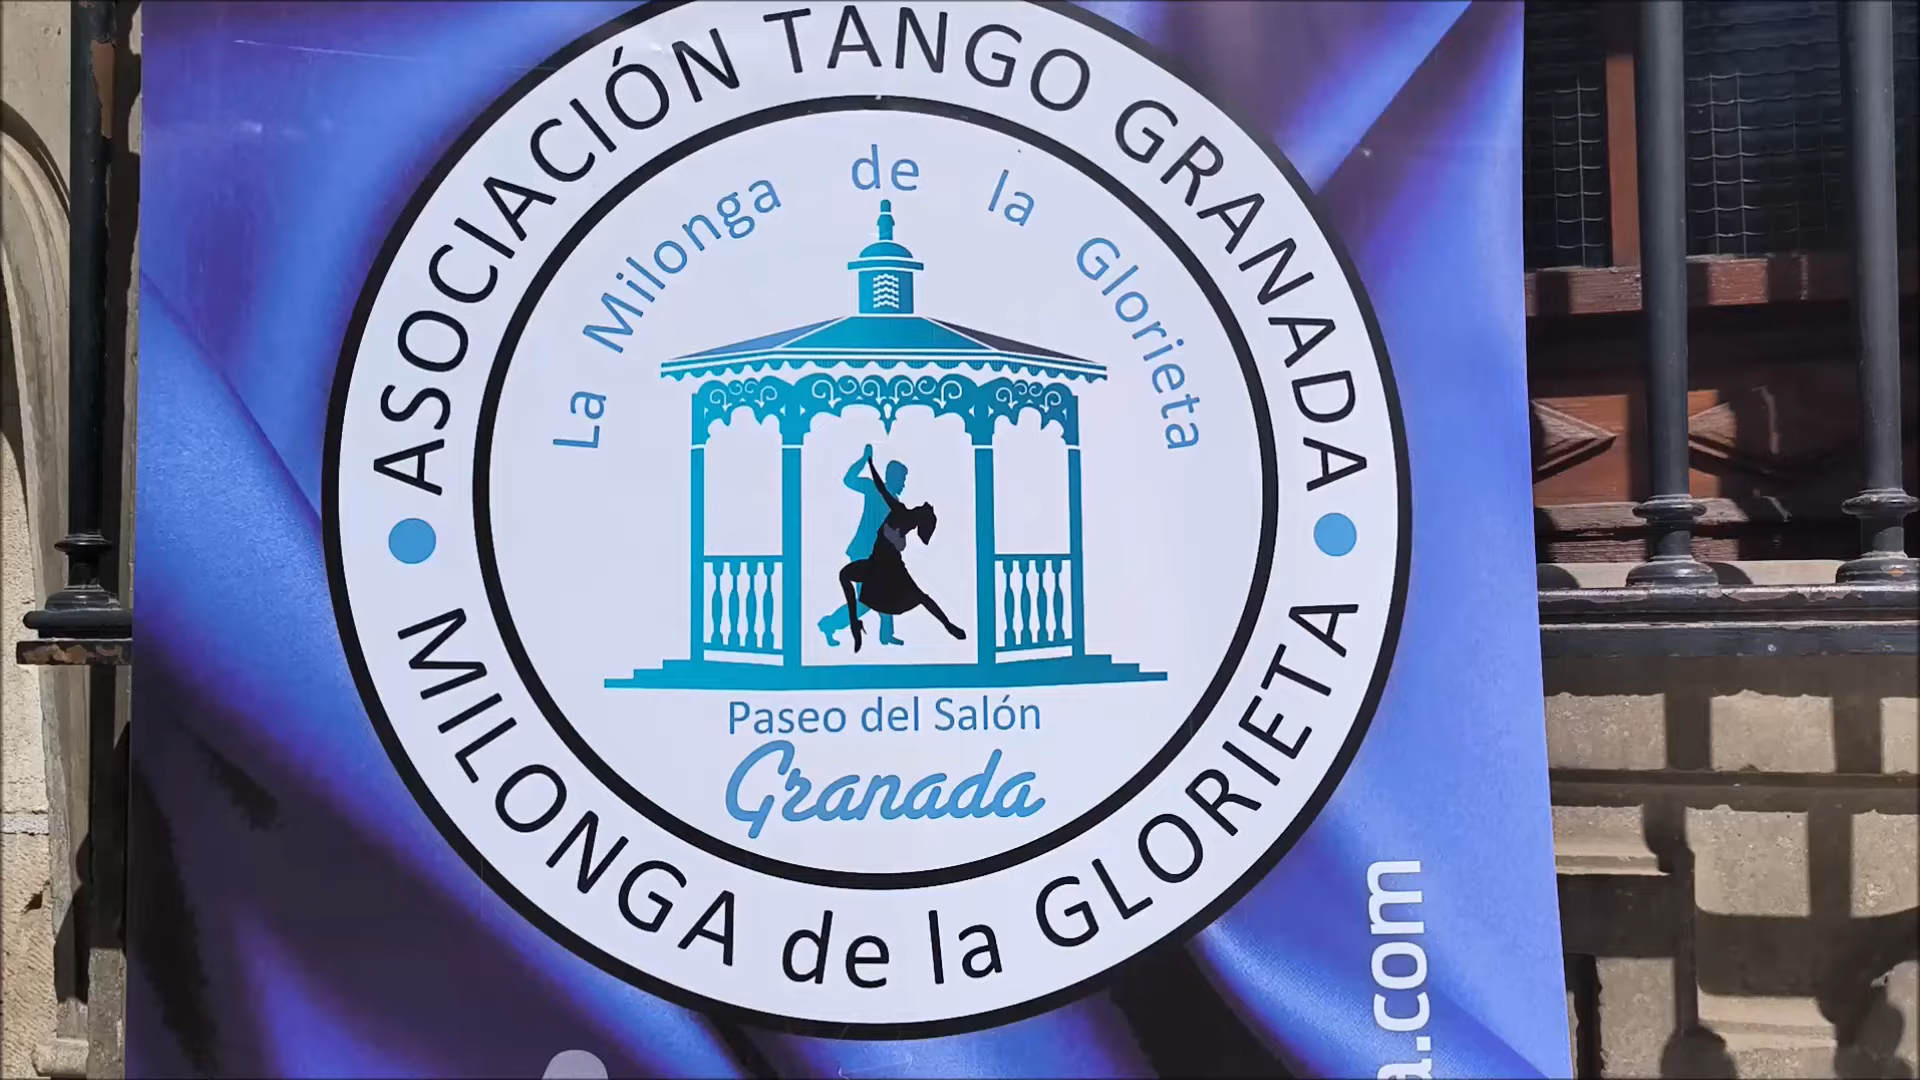 ASOCIACIÓN TANGO GRANADA
La Milonga de la Glorieta
Paseo del Salón
Granada
MILONGA de la GLORIETA
a.com